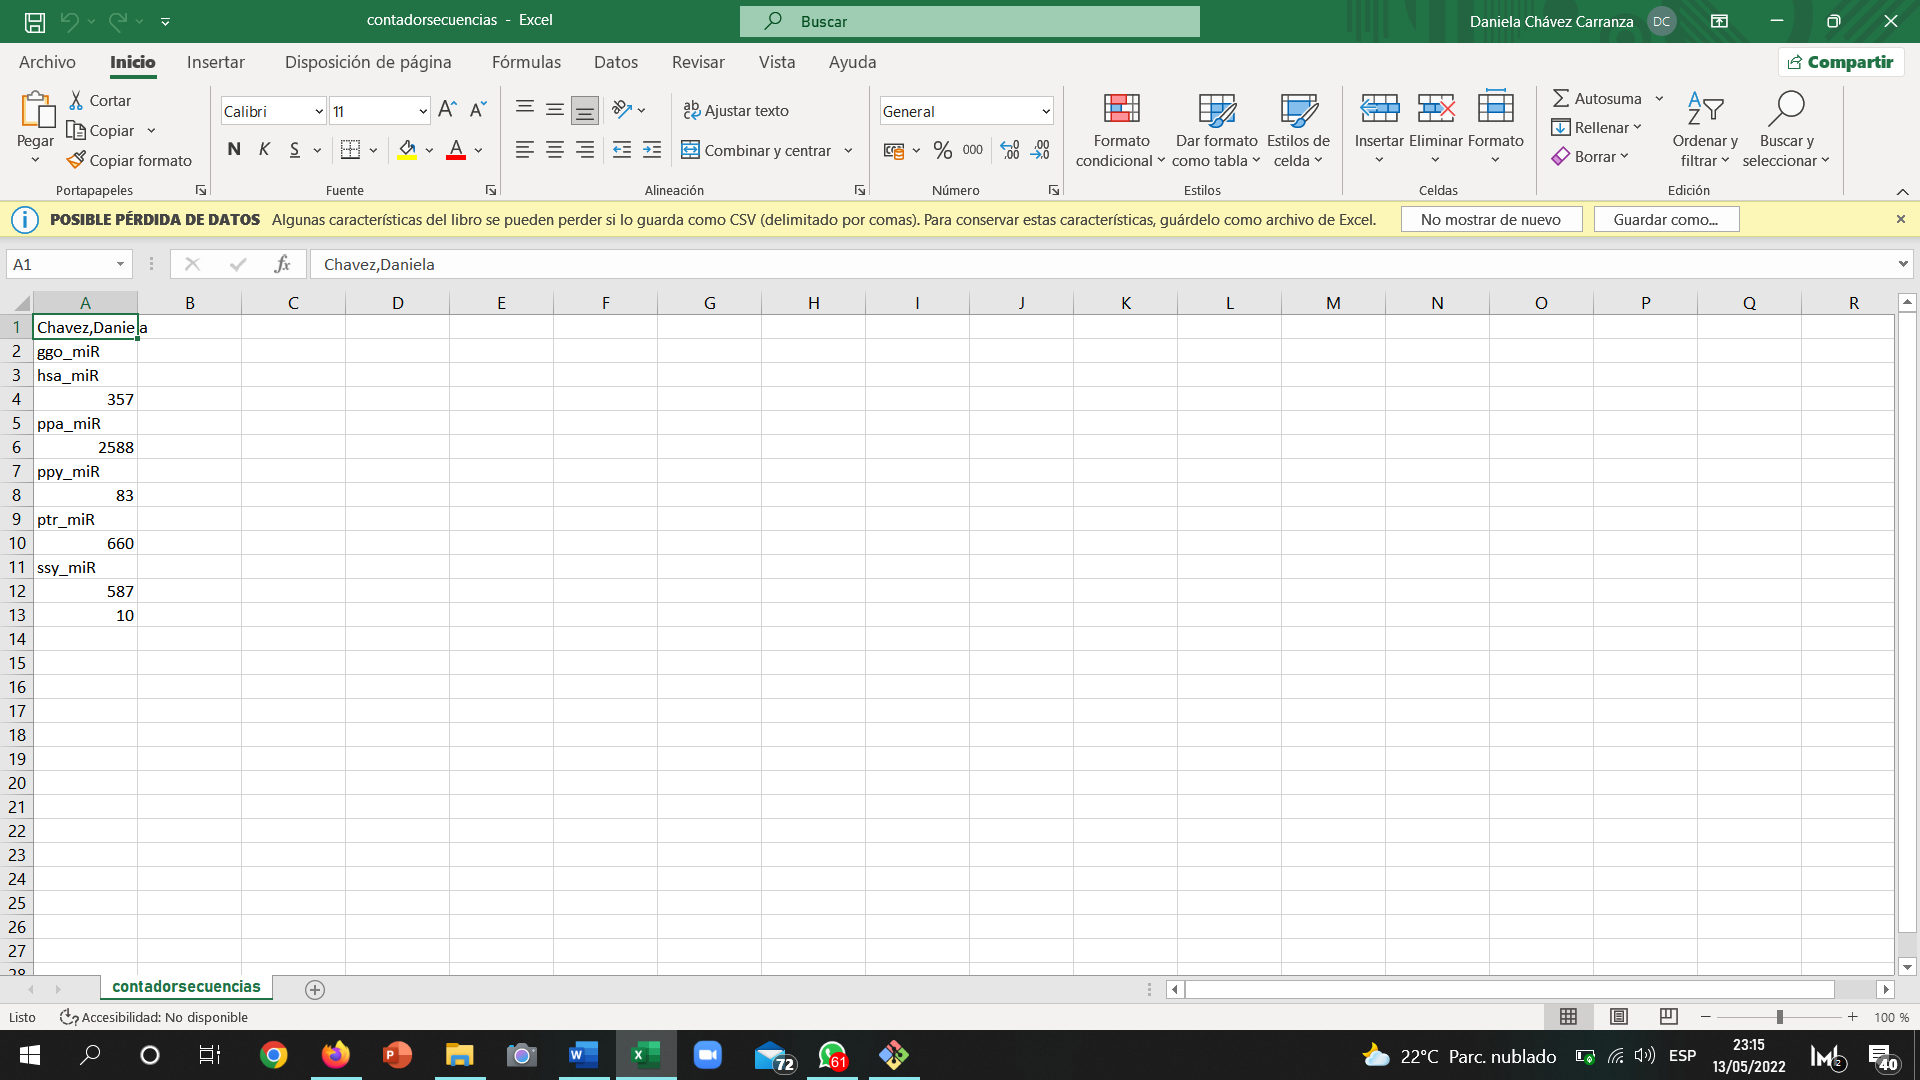 contadorsecuencias - Excel
Buscar
Daniela Chávez Carranza
DC
Archivo Inicio Insertar Disposición de página Fórmulas Datos Revisar Vista Ayuda
Compartir
Pegar
Cortar
Copiar
Copiar formato
Portapapeles
Calibri
11
N K S
Fuente
Ajustar texto
Combinar y centrar
Alineación
General
% 000
Número
Formato condicional
Dar formato como tabla
Estilos de celda
Estilos
Insertar Eliminar Formato
Celdas
Autosuma
Rellenar
Borrar
Ordenar y filtrar
Buscar y seleccionar
Edición
POSIBLE PÉRDIDA DE DATOS Algunas características del libro se pueden perder si lo guarda como CSV (delimitado por comas). Para conservar estas características, guárdelo como archivo de Excel.
No mostrar de nuevo
Guardar como...
A1
fx
Chavez,Daniela
A B C D E F G H I J K L M N O P Q R
1 Chavez,Daniela
2 ggo_miR
3 hsa_miR
4 357
5 ppa_miR
6 2588
7 ppy_miR
8 83
9 ptr_miR
10 660
11 ssy_miR
12 587
13 10
14
15
16
17
18
19
20
21
22
23
24
25
26
27
28
contadorsecuencias
Listo
Accesibilidad: No disponible
100 %
72
61
22°C Parc. nublado
ESP
23:15
13/05/2022
2
40